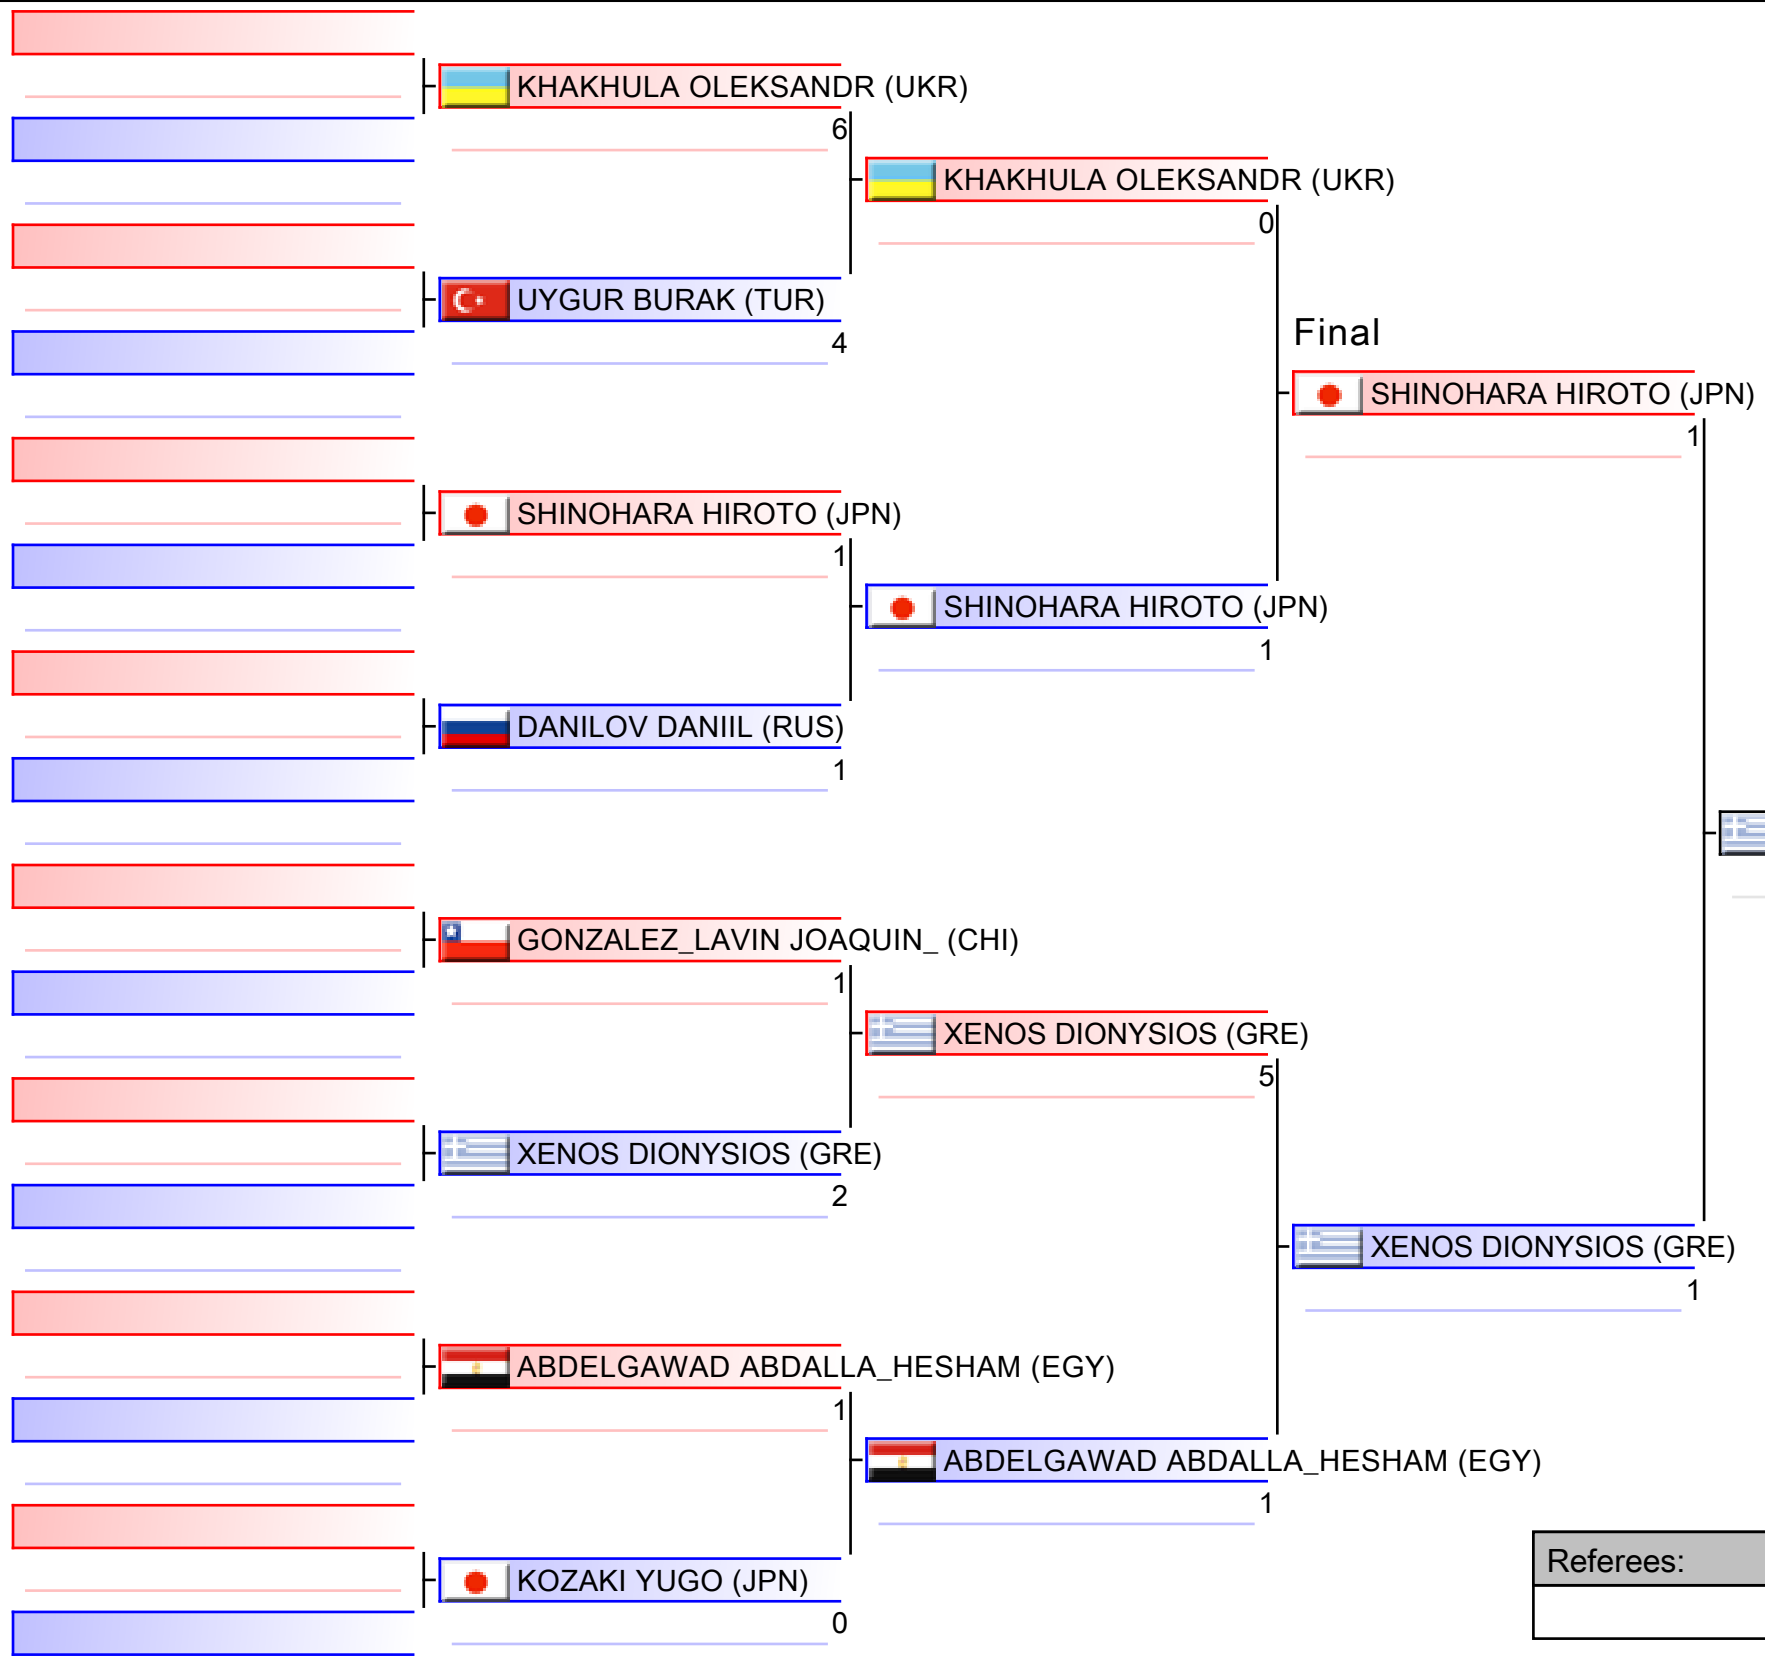 KHAKHULA OLEKSANDR (UKR)
6
KHAKHULA OLEKSANDR (UKR)
0
UYGUR BURAK (TUR)
4
Final
SHINOHARA HIROTO (JPN)
1
SHINOHARA HIROTO (JPN)
1
SHINOHARA HIROTO (JPN)
1
DANILOV DANIIL (RUS)
1
GONZALEZ_LAVIN JOAQUIN_ (CHI)
1
XENOS DIONYSIOS (GRE)
5
XENOS DIONYSIOS (GRE)
2
XENOS DIONYSIOS (GRE)
1
ABDELGAWAD ABDALLA_HESHAM (EGY)
1
ABDELGAWAD ABDALLA_HESHAM (EGY)
1
Referees:
KOZAKI YUGO (JPN)
0